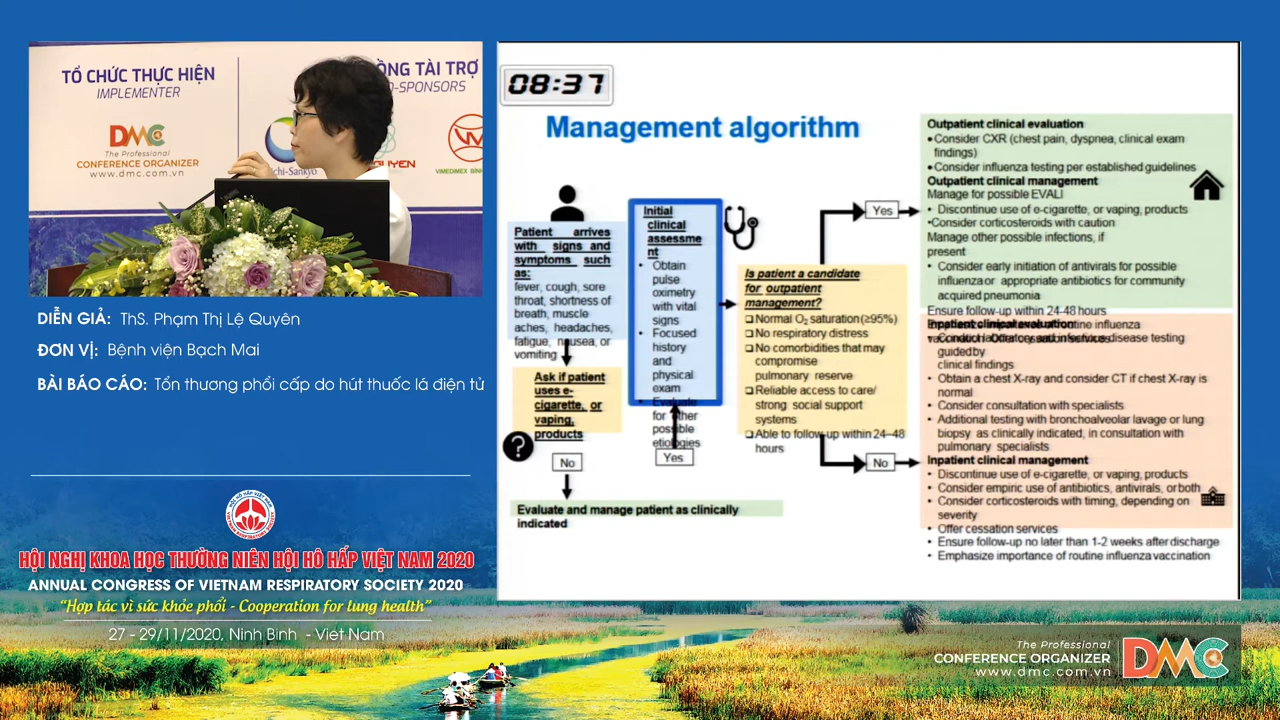 TỔ CHỨC THỰC HIỆN
IMPLEMENTER
ỒNG TÀI TRỢ
O-SPONSORS
DMC
The Professional
CONFERENCE ORGANIZER
www.dmc.com.vn
ichi-Sankyo
GUYEN
VIMEDIMEX BÌNH
DIỄN GIẢ: ThS. Phạm Thị Lệ Quyên
ĐƠN VỊ: Bệnh viện Bạch Mai
BÀI BÁO CÁO: Tổn thương phổi cấp do hút thuốc lá điện tử
HỘI NGHỊ KHOA HỌC THƯỜNG NIÊN HỘI HÔ HẤP VIỆT NAM 2020
ANNUAL CONGRESS OF VIETNAM RESPIRATORY SOCIETY 2020
“Hợp tác vì sức khỏe phổi - Cooperation for lung health”
27 - 29/11/2020, Ninh Binh - Viet Nam
08:37
Management algorithm
Patient arrives
with signs and
symptoms such
as:
fever, cough, sore
throat, shortness of
breath, muscle
aches, headaches,
fatigue, nausea, or
vomiting
Ask if patient
uses e-
cigarette, or
vaping,
products
?
No
Evaluate and manage patient as clinically
indicated
Initial
clinical
assessme
nt
• Obtain
pulse
oximetry
with vital
signs
• Focused
history
and
physical
exam
• Evaluate
for other
possible
etiologies
Yes
Is patient a candidate
for outpatient
management?
❑ Normal O2 saturation (≥95%)
❑ No respiratory distress
❑ No comorbidities that may
compromise
pulmonary reserve
❑ Reliable access to care/
strong social support
systems
❑ Able to follow-up within 24–48
hours
Yes
No
Outpatient clinical evaluation
• Consider CXR (chest pain, dyspnea, clinical exam
findings)
• Consider influenza testing per established guidelines
Outpatient clinical management
Manage for possible EVALI
• Discontinue use of e-cigarette, or vaping, products
•Consider corticosteroids with caution
Manage other possible infections, if
present
• Consider early initiation of antivirals for possible
influenza or appropriate antibiotics for community
acquired pneumonia
Ensure follow-up within 24-48 hours
Inpatient clinical evaluation
guided by
clinical findings
• Obtain a chest X-ray and consider CT if chest X-ray is
normal
• Consider consultation with specialists
• Additional testing with bronchoalveolar lavage or lung
biopsy as clinically indicated, in consultation with
pulmonary specialists
Inpatient clinical management
• Discontinue use of e-cigarette, or vaping, products
• Consider empiric use of antibiotics, antivirals, or both
• Consider corticosteroids with timing, depending on
severity
• Offer cessation services
• Ensure follow-up no later than 1-2 weeks after discharge
• Emphasize importance of routine influenza vaccination
The Professional
CONFERENCE ORGANIZER
www.dmc.com.vn
DMC